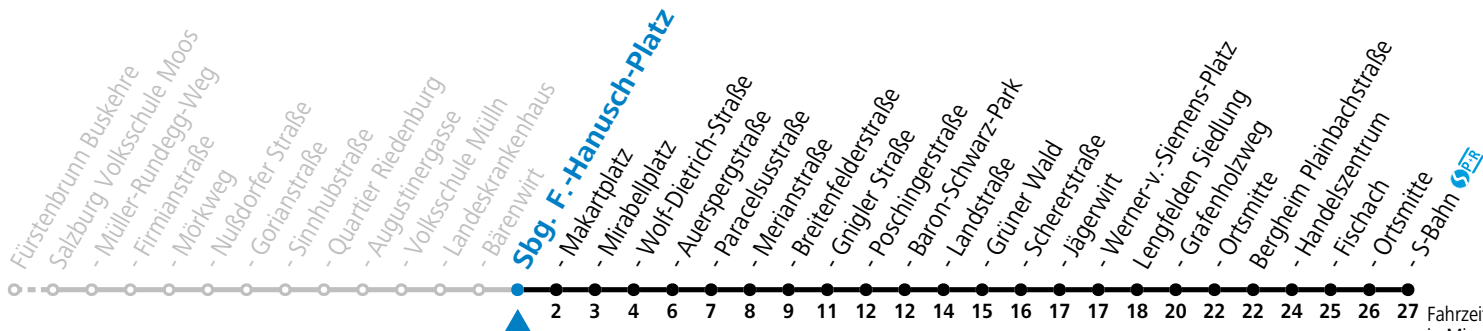 Fürstenbrunn Buskehre
Salzburg Volksschule Moos
- Müller-Rundegg-Weg
- Firmianstraße
- Mörkweg
- Nußdorfer Straße
- Gorianstraße
- Sinnhubstraße
- Quartier Riedenburg
- Augustinergasse
- Volksschule Mülln
- Landeskrankenhaus
- Bärenwirt
Sbg. F.-Hanusch-Platz
- Makartplatz
- Mirabellplatz
- Wolf-Dietrich-Straße
- Auerspergstraße
- Paracelsusstraße
- Merianstraße
- Breitenfelderstraße
- Gnigler Straße
- Poschingerstraße
- Baron-Schwarz-Park
- Landstraße
- Grüner Wald
- Schererstraße
- Jägerwirt
- Werner-v.-Siemens-Platz
Lengfelden Siedlung
- Grafenholzweg
- Ortsmitte
Bergheim Plainbachstraße
- Handelszentrum
- Fischach
- Ortsmitte
- S-Bahn P+R
2 3 4 6 7 8 9 11 12 12 14 15 16 17 17 18 20 22 22 24 25 26 27 Fahrzei